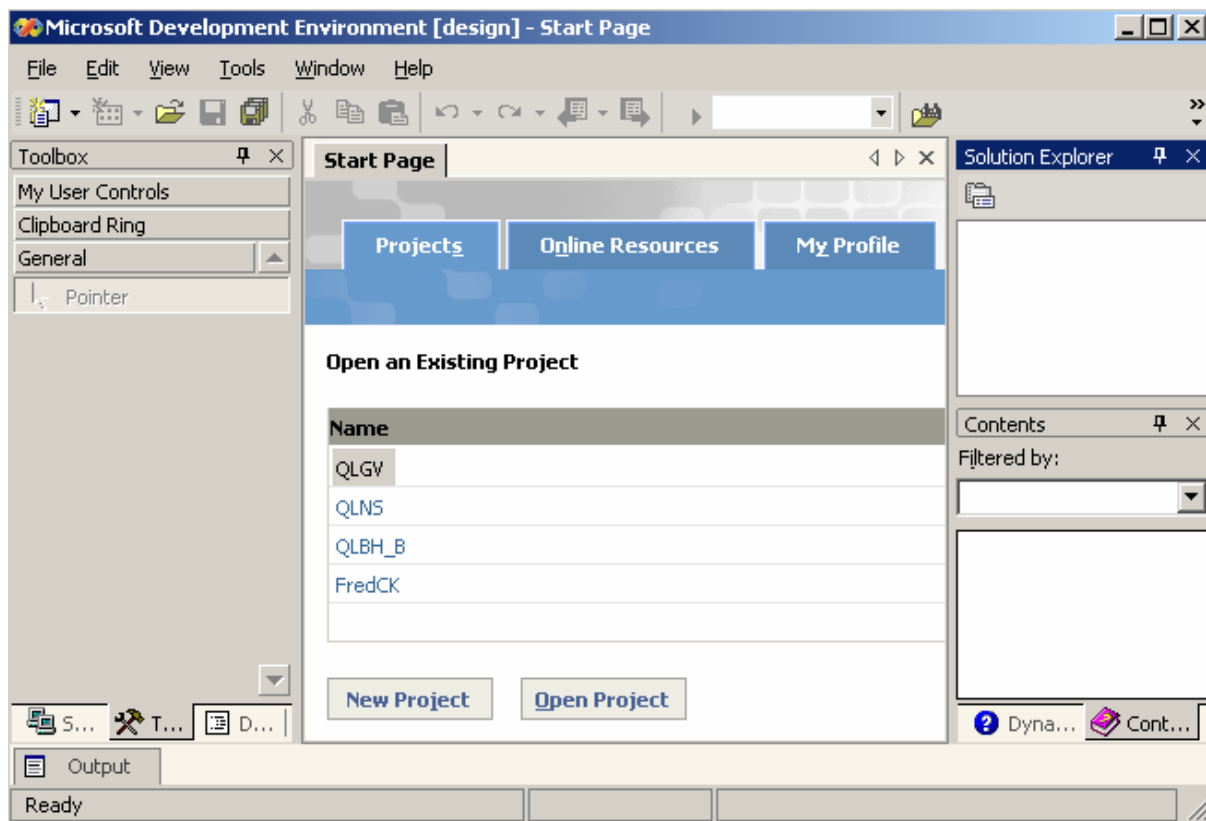 Microsoft Development Environment [design] - Start Page
File Edit View Tools Window Help
Toolbox
My User Controls
Clipboard Ring
General
Pointer
S... T... D...
Start Page
Projects Online Resources My Profile
Open an Existing Project
Name
QLGV
QLNS
QLBH_B
FredCK
New Project Open Project
Solution Explorer
Contents
Filtered by:
Dyna... Cont...
Output
Ready